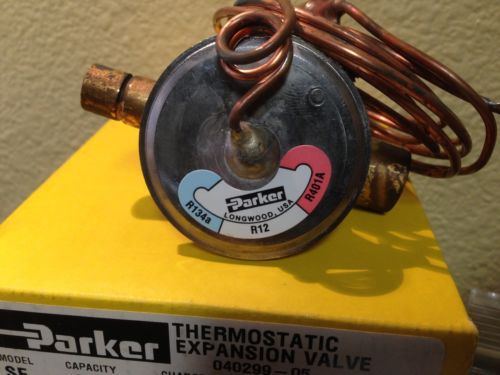 R134a
Parker
LONGWOOD, USA
R12
R401A
Parker
THERMOSTATIC
EXPANSION VALVE
040299-05
MODEL
CAPACITY
SE